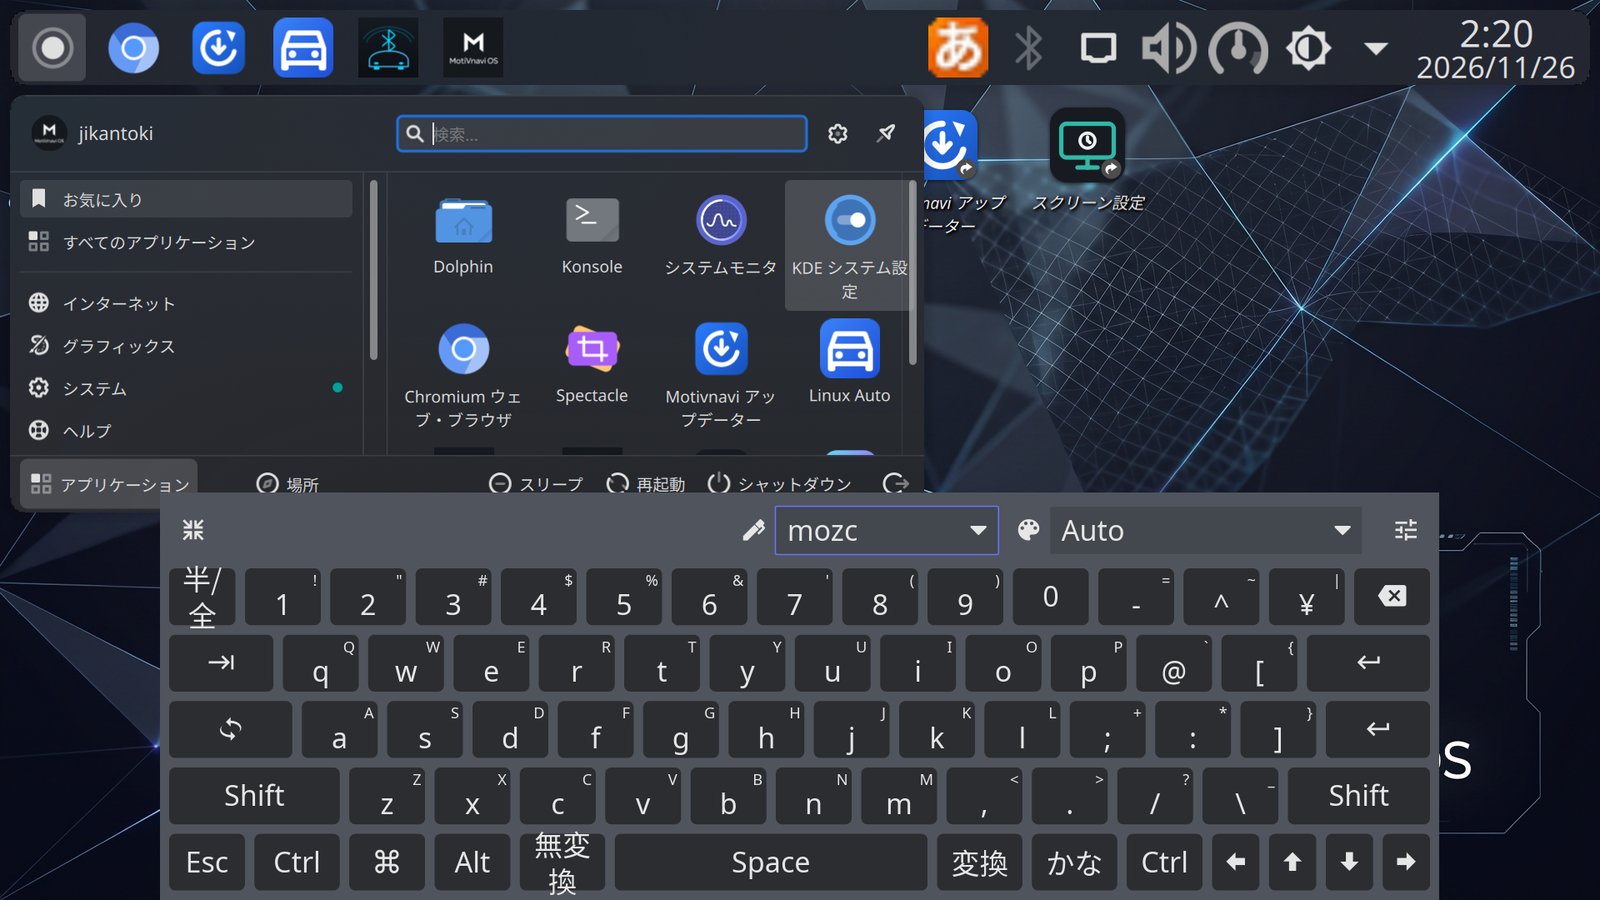 M
MotiVnavi OS
あ
2:20
2026/11/26
M
MotiVnavi OS
jikantoki
検索...
お気に入り
すべてのアプリケーション
インターネット
グラフィックス
システム
ヘルプ
Dolphin
Konsole
システムモニタ
KDE システム設
定
Chromium ウェ
ブ・ブラウザ
Spectacle
Motivnavi アッ
プデーター
Linux Auto
navi アップ
データー
スクリーン設定
アプリケーション
場所
スリープ
再起動
シャットダウン
mozc
Auto
半/
全
! 1
" 2
# 3
$ 4
% 5
& 6
' 7
( 8
) 9
0
= -
~ ^
| ¥
Q q
W w
E e
R r
T t
Y y
U u
I i
O o
P p
` @
{ [
A a
S s
D d
F f
G g
H h
J j
K k
L l
+ ;
* :
} ]
Shift
Z z
X x
C c
V v
B b
N n
M m
< ,
> .
? /
_ \
Shift
Esc
Ctrl
⌘
Alt
無変
換
Space
変換
かな
Ctrl
OS